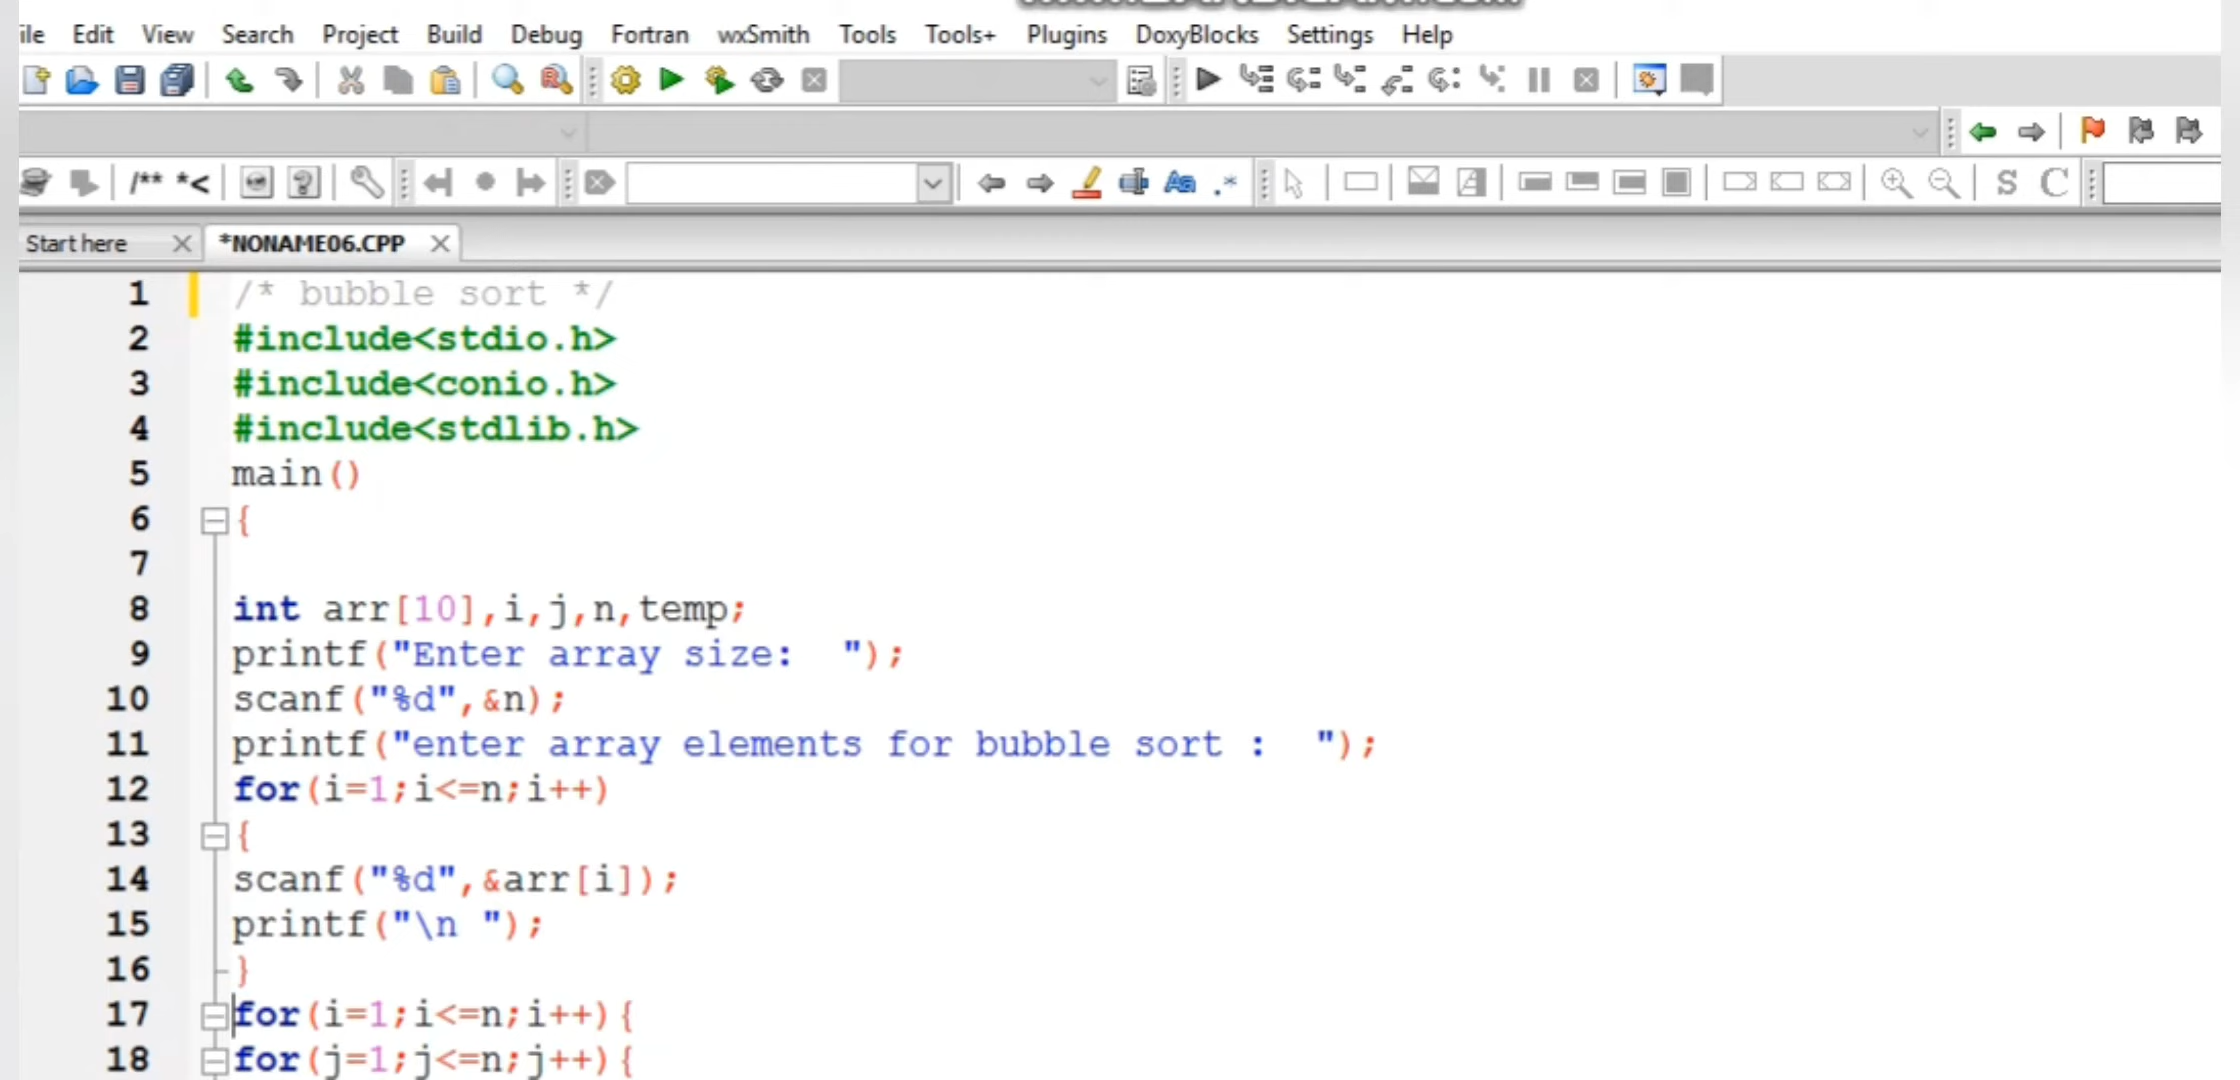 ile Edit View Search Project Build Debug Fortran wxSmith Tools Tools+ Plugins DoxyBlocks Settings Help
/** *< Aa .* S C
Start here *NONAME06.CPP
1 /* bubble sort */
2 #include<stdio.h>
3 #include<conio.h>
4 #include<stdlib.h>
5 main()
6 {
7
8 int arr[10],i,j,n,temp;
9 printf("Enter array size:  ");
10 scanf("%d",&n);
11 printf("enter array elements for bubble sort :  ");
12 for(i=1;i<=n;i++)
13 {
14 scanf("%d",&arr[i]);
15 printf("\n ");
16 }
17 for(i=1;i<=n;i++){
18 for(j=1;j<=n;j++){